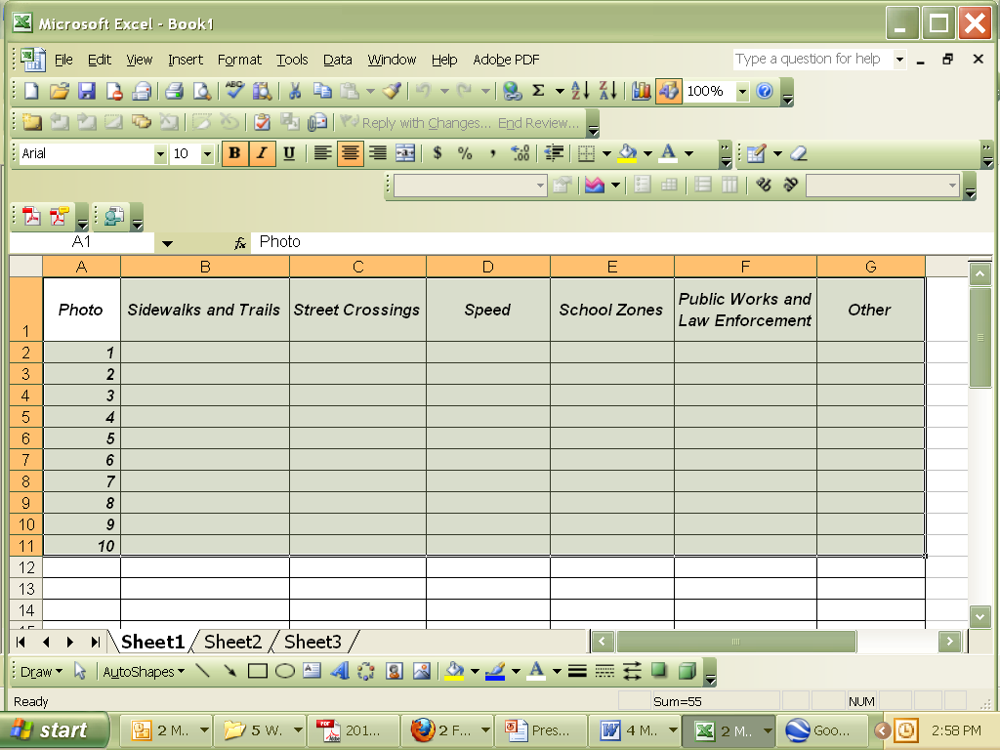 Microsoft Excel - Book1
File Edit View Insert Format Tools Data Window Help Adobe PDF Type a question for help
100%
Reply with Changes... End Review...
Arial 10 B I U $ %
A1 fx Photo
A B C D E F G
1 Photo Sidewalks and Trails Street Crossings Speed School Zones Public Works and Law Enforcement Other
2 1
3 2
4 3
5 4
6 5
7 6
8 7
9 8
10 9
11 10
12
13
14
15
Sheet1 Sheet2 Sheet3
Draw AutoShapes
Ready Sum=55 NUM
start 2 M... 5 W... 201... 2 F... Pres... 4 M... 2 M... Goo... 2:58 PM